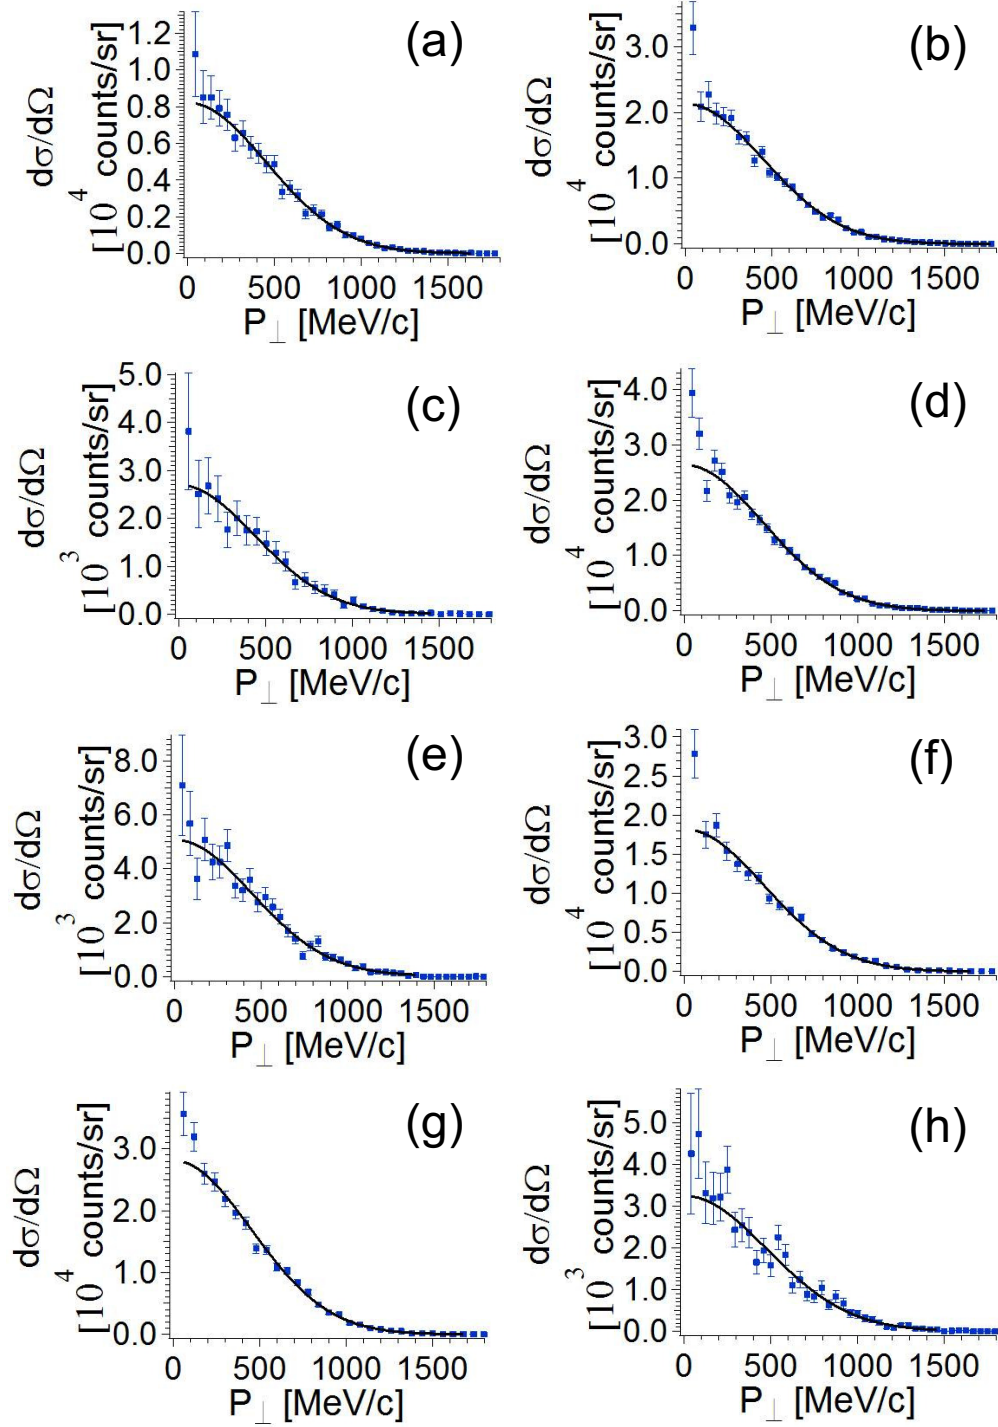 (a)
dσ/dΩ
[10^4 counts/sr]
1.2
1.0
0.8
0.6
0.4
0.2
0.0
0 500 1000 1500
P⊥ [MeV/c]
(b)
dσ/dΩ
[10^4 counts/sr]
3.0
2.0
1.0
0.0
0 500 1000 1500
P⊥ [MeV/c]
(c)
dσ/dΩ
[10^3 counts/sr]
5.0
4.0
3.0
2.0
1.0
0.0
0 500 1000 1500
P⊥ [MeV/c]
(d)
dσ/dΩ
[10^4 counts/sr]
4.0
3.0
2.0
1.0
0.0
0 500 1000 1500
P⊥ [MeV/c]
(e)
dσ/dΩ
[10^3 counts/sr]
8.0
6.0
4.0
2.0
0.0
0 500 1000 1500
P⊥ [MeV/c]
(f)
dσ/dΩ
[10^4 counts/sr]
3.0
2.5
2.0
1.5
1.0
0.5
0.0
0 500 1000 1500
P⊥ [MeV/c]
(g)
dσ/dΩ
[10^4 counts/sr]
3.0
2.0
1.0
0.0
0 500 1000 1500
P⊥ [MeV/c]
(h)
dσ/dΩ
[10^3 counts/sr]
5.0
4.0
3.0
2.0
1.0
0.0
0 500 1000 1500
P⊥ [MeV/c]